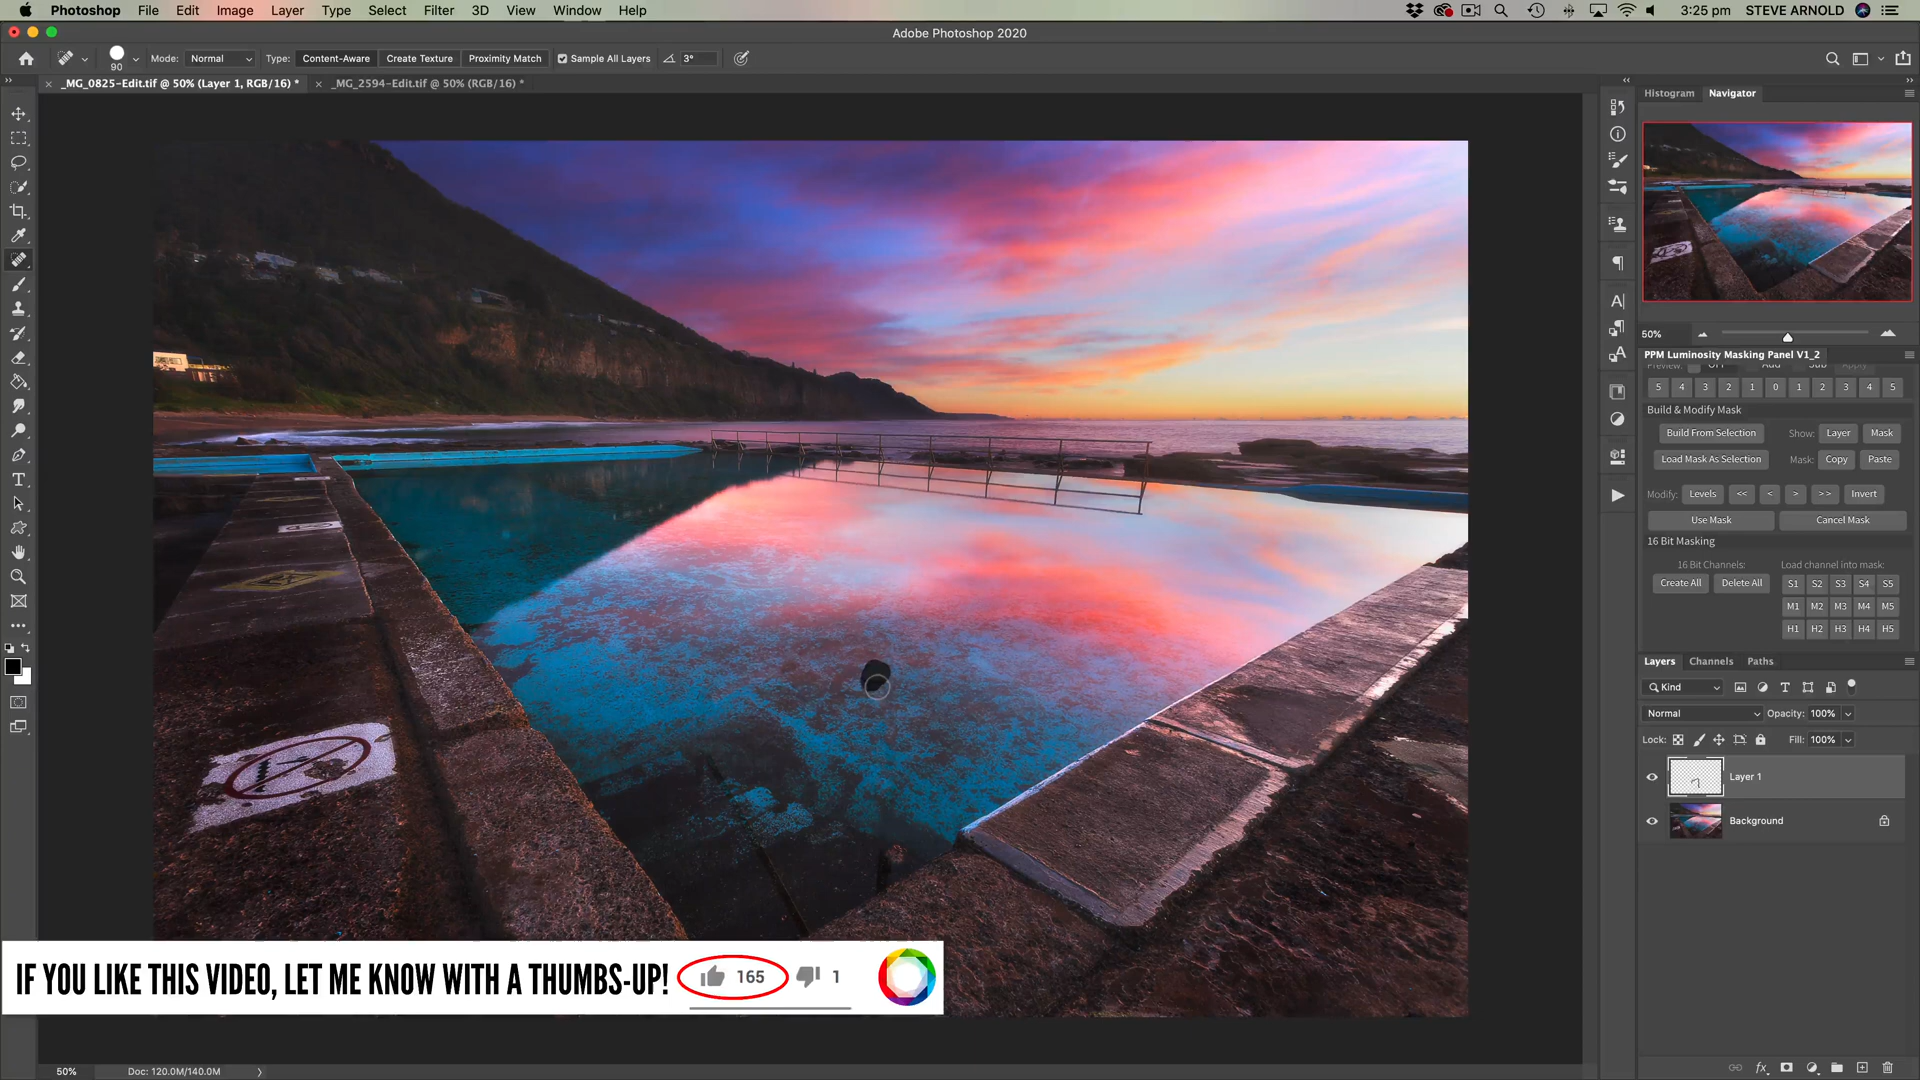 Photoshop File Edit Image Layer Type Select Filter 3D View Window Help 3:25 pm STEVE ARNOLD
Adobe Photoshop 2020
90 Mode: Normal Type: Content-Aware Create Texture Proximity Match Sample All Layers 3°
_MG_0825-Edit.tif @ 50% (Layer 1, RGB/16) * _MG_2594-Edit.tif @ 50% (RGB/16) *
Histogram Navigator
50%
PPM Luminosity Masking Panel V1_2
Preview: OFF Add Sub Apply
5 4 3 2 1 0 1 2 3 4 5
Build & Modify Mask
Build From Selection Show: Layer Mask
Load Mask As Selection Mask: Copy Paste
Modify: Levels << < > >> Invert
Use Mask Cancel Mask
16 Bit Masking
16 Bit Channels: Load channel into mask:
Create All Delete All S1 S2 S3 S4 S5
M1 M2 M3 M4 M5
H1 H2 H3 H4 H5
Layers Channels Paths
Kind
Normal Opacity: 100%
Lock: Fill: 100%
Layer 1
Background
IF YOU LIKE THIS VIDEO, LET ME KNOW WITH A THUMBS-UP! 165 1
50% Doc: 120.0M/140.0M